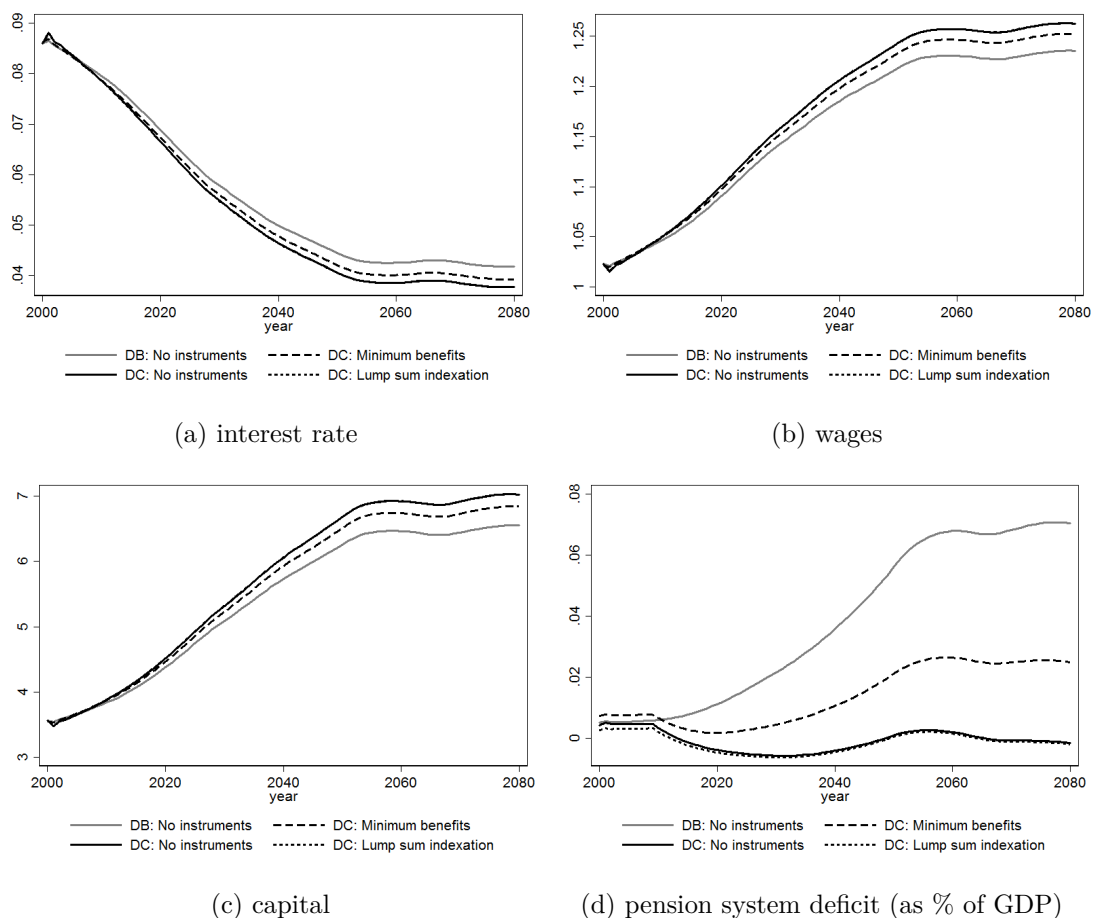 .09
.08
.07
.06
.05
.04
2000 2020 2040 2060 2080
year
DB: No instruments DC: Minimum benefits
DC: No instruments DC: Lump sum indexation
(a) interest rate
1.25
1.2
1.15
1.1
1.05
1
2000 2020 2040 2060 2080
year
DB: No instruments DC: Minimum benefits
DC: No instruments DC: Lump sum indexation
(b) wages
7
6
5
4
3
2000 2020 2040 2060 2080
year
DB: No instruments DC: Minimum benefits
DC: No instruments DC: Lump sum indexation
(c) capital
.08
.06
.04
.02
0
2000 2020 2040 2060 2080
year
DB: No instruments DC: Minimum benefits
DC: No instruments DC: Lump sum indexation
(d) pension system deficit (as % of GDP)